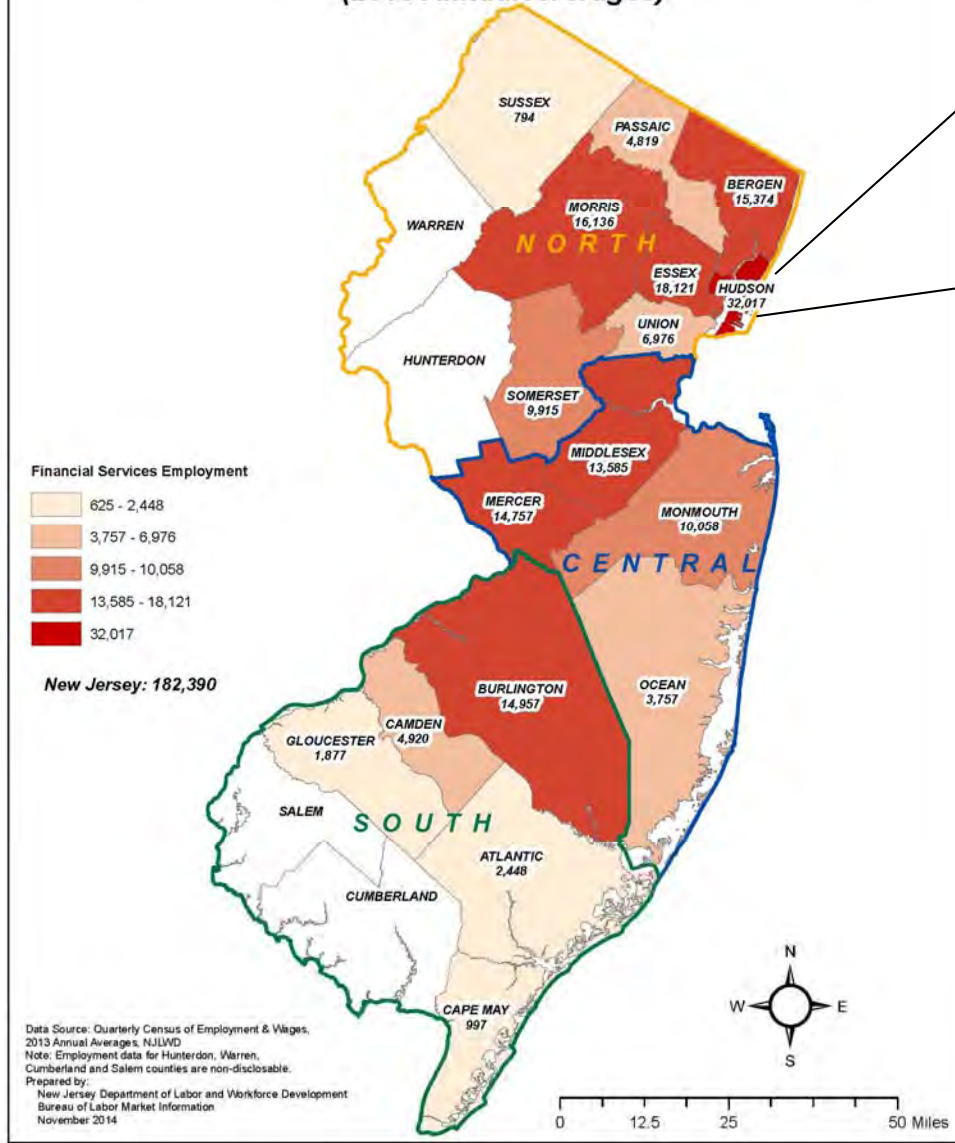 SUSSEX
794
PASSAIC
4,819
BERGEN
15,374
MORRIS
16,136
WARREN
NORTH
ESSEX
18,121
HUDSON
32,017
UNION
6,976
HUNTERDON
SOMERSET
9,915
MIDDLESEX
13,585
MERCER
14,757
MONMOUTH
10,058
CENTRAL
Financial Services Employment
625 - 2,448
3,757 - 6,976
9,915 - 10,058
13,585 - 18,121
32,017
New Jersey: 182,390
BURLINGTON
14,957
OCEAN
3,757
CAMDEN
4,920
GLOUCESTER
1,877
SALEM
SOUTH
ATLANTIC
2,448
CUMBERLAND
CAPE MAY
997
N
W E
S
Data Source: Quarterly Census of Employment & Wages,
2013 Annual Averages, NJLWD
Note: Employment data for Hunterdon, Warren,
Cumberland and Salem counties are non-disclosable.
Prepared by:
New Jersey Department of Labor and Workforce Development
Bureau of Labor Market Information
November 2014
0 12.5 25 50 Miles